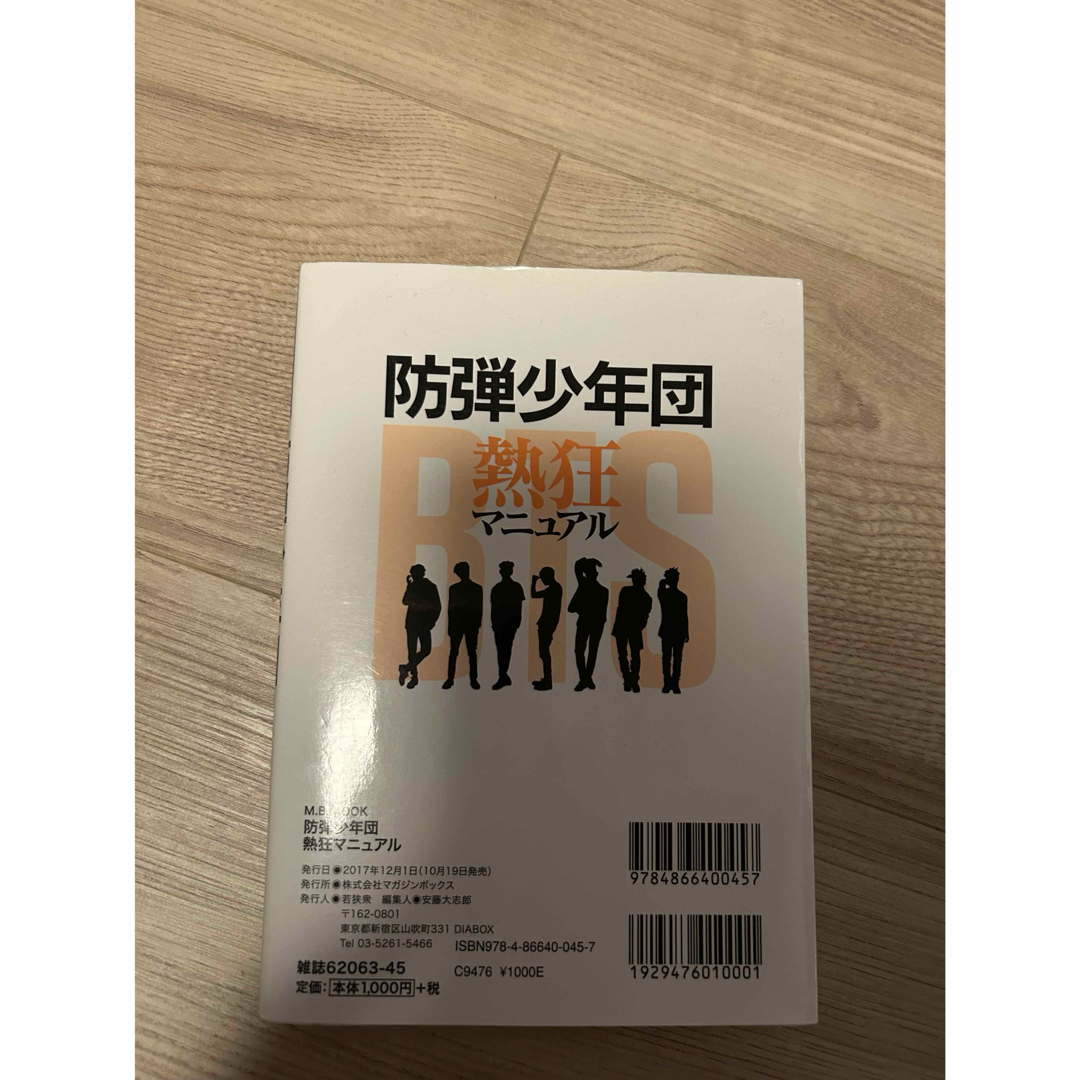 防弾少年団
BTS
熱狂
マニュアル
防弾少年団
熱狂マニュアル
発行日◉2017年12月1日(10月19日発売)
発行所◉株式会社マガジンボックス
発行人◉若狭衆 編集人◉安藤大志郎
〒162-0801
東京都新宿区山吹町331 DIABOX
Tel 03-5261-5466
ISBN978-4-86640-045-7
雑誌62063-45
C9476 ¥1000E
定価：本体1,000円+税
9784866400457
1929476010001